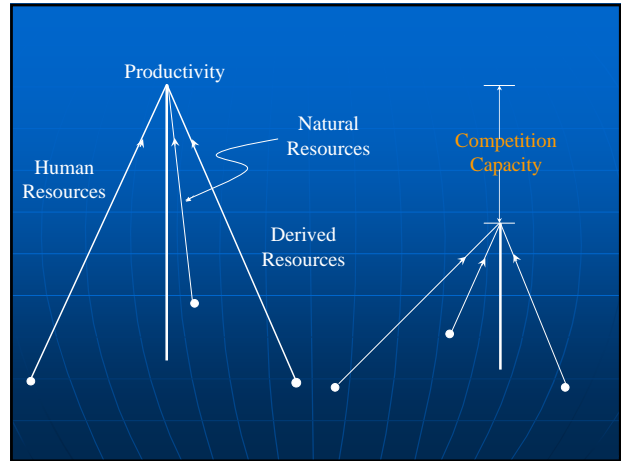 Productivity
Natural
Resources
Human
Resources
Derived
Resources
Competition
Capacity